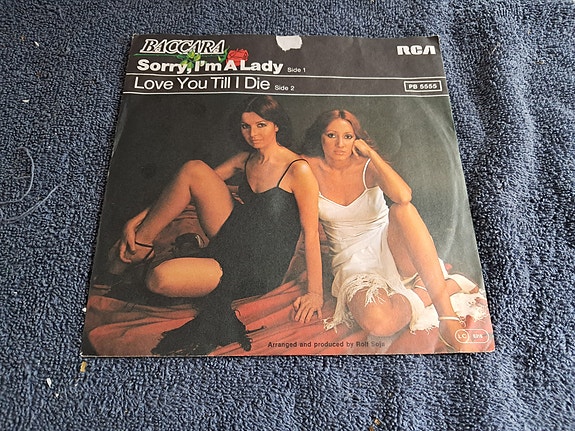 BACCARA
RCA
Sorry, I'm A Lady Side 1
Love You Till I Die Side 2
PB 5555
Arranged and produced by Rolf Soja
LC